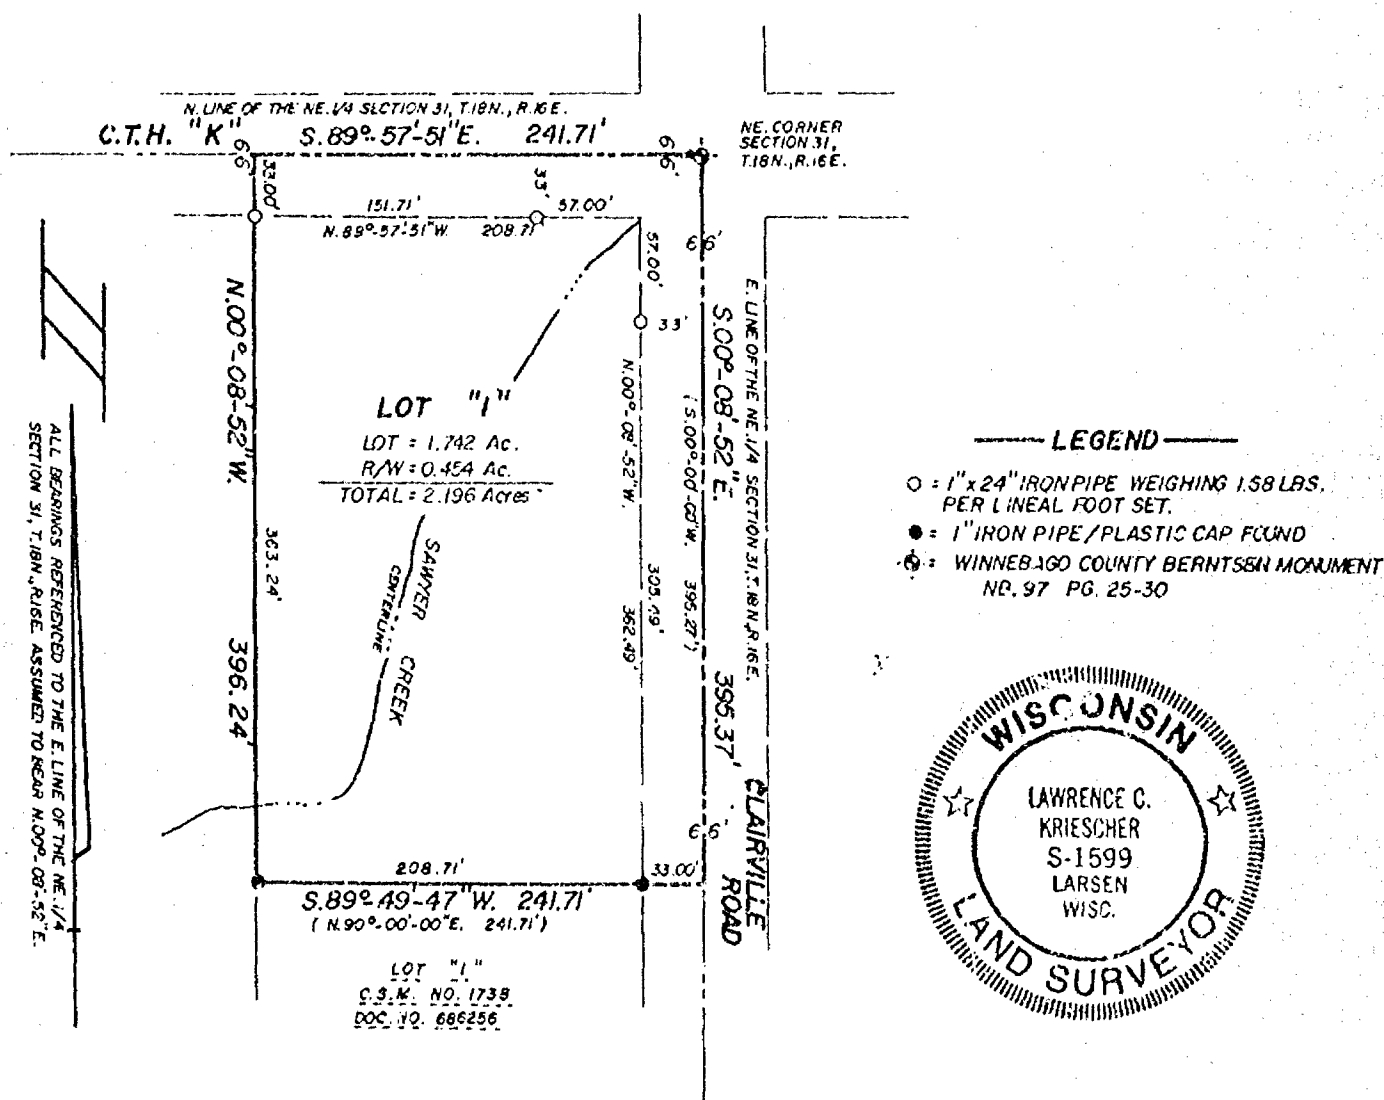 N. LINE OF THE NE. 1/4 SECTION 31, T.18N., R.16E.
C.T.H. "K"
S.89°-57'-51"E. 241.71'
NE. CORNER
SECTION 31,
T.18N., R.16E.
66'
66'
33.00'
33'
151.71'
57.00'
N.89°-57'-51"W. 208.71'
57.00'
66'
33'
N.00°-08'-52"W.
363.24'
396.24'
LOT "1"
LOT = 1.742 Ac.
R/W = 0.454 Ac.
TOTAL = 2.196 Acres
SAWYER CREEK
CENTERLINE
N.00°-08'-52"W. 362.49'
305.49'
S.00°-08'-52"E. 395.37'
(S.00°-00'-00"W. 395.27')
E. LINE OF THE NE. 1/4 SECTION 31, T.18N., R.16E.
66'
CLAIRVILLE
ROAD
208.71'
33.00'
S.89°-49'-47"W. 241.71'
(N.90°-00'-00"E. 241.71')
LOT "1"
C.S.M. NO. 1738
DOC. NO. 686256
ALL BEARINGS REFERENCED TO THE E. LINE OF THE NE. 1/4
SECTION 31, T.18N., R.16E. ASSUMED TO BEAR N.00°-08'-52"E.
LEGEND
○ = 1"x24" IRON PIPE WEIGHING 1.58 LBS.
PER LINEAL FOOT SET.
● = 1" IRON PIPE/PLASTIC CAP FOUND
= WINNEBAGO COUNTY BERNTSEN MONUMENT
NO. 97 PG. 25-30
WISCONSIN
LAWRENCE C.
KRIESCHER
S-1599
LARSEN
WISC.
LAND SURVEYOR